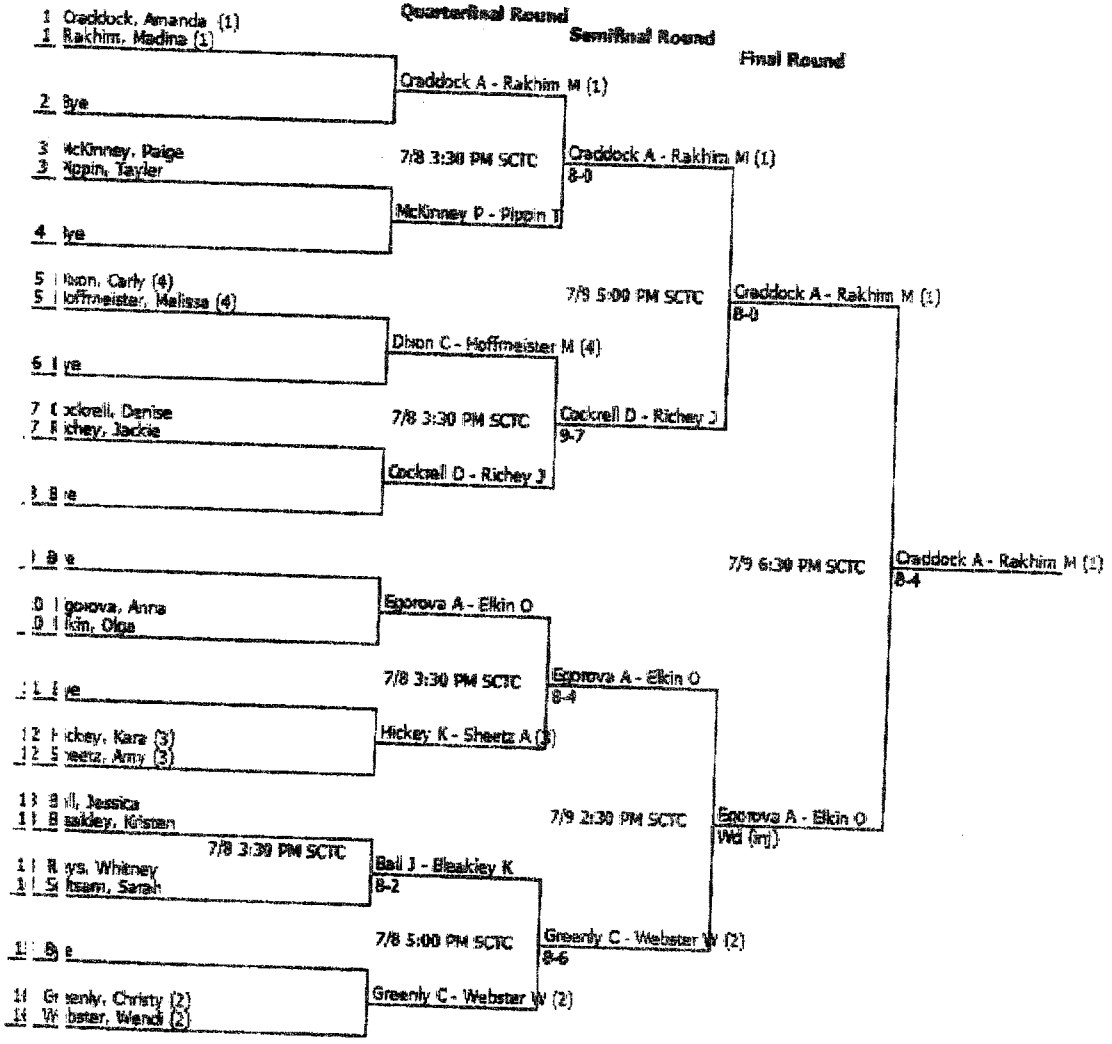 Quarterfinal Round
Semifinal Round
Final Round
1 Craddock, Amanda (1)
1 Rakhim, Madina (1)
Craddock A - Rakhim M (1)
2 Bye
3 McKinney, Paige
3 Pippin, Tayler
7/8 3:30 PM SCTC
Craddock A - Rakhim M (1)
8-0
McKinney P - Pippin T
4 Bye
5 Dixon, Carly (4)
5 Hoffmeister, Melissa (4)
7/9 5:00 PM SCTC
Craddock A - Rakhim M (1)
8-0
Dixon C - Hoffmeister M (4)
6 Bye
7 Cockrell, Denise
7 Richey, Jackie
7/8 3:30 PM SCTC
Cockrell D - Richey J
9-7
Cockrell D - Richey J
8 Bye
9 Bye
7/9 6:30 PM SCTC
Craddock A - Rakhim M (1)
8-4
10 Egorova, Anna
10 Elkin, Olga
Egorova A - Elkin O
7/8 3:30 PM SCTC
Egorova A - Elkin O
8-4
11 Bye
12 Hickey, Kara (3)
12 Sheetz, Amy (3)
Hickey K - Sheetz A (3)
13 Ball, Jessica
13 Bleakley, Kristen
7/9 2:30 PM SCTC
Egorova A - Elkin O
Wd (inj)
7/8 3:30 PM SCTC
Ball J - Bleakley K
8-2
Whitney
Sarah
7/8 5:00 PM SCTC
Greenly C - Webster W (2)
8-6
15 Bye
16 Greenly, Christy (2)
16 Webster, Wendi (2)
Greenly C - Webster W (2)